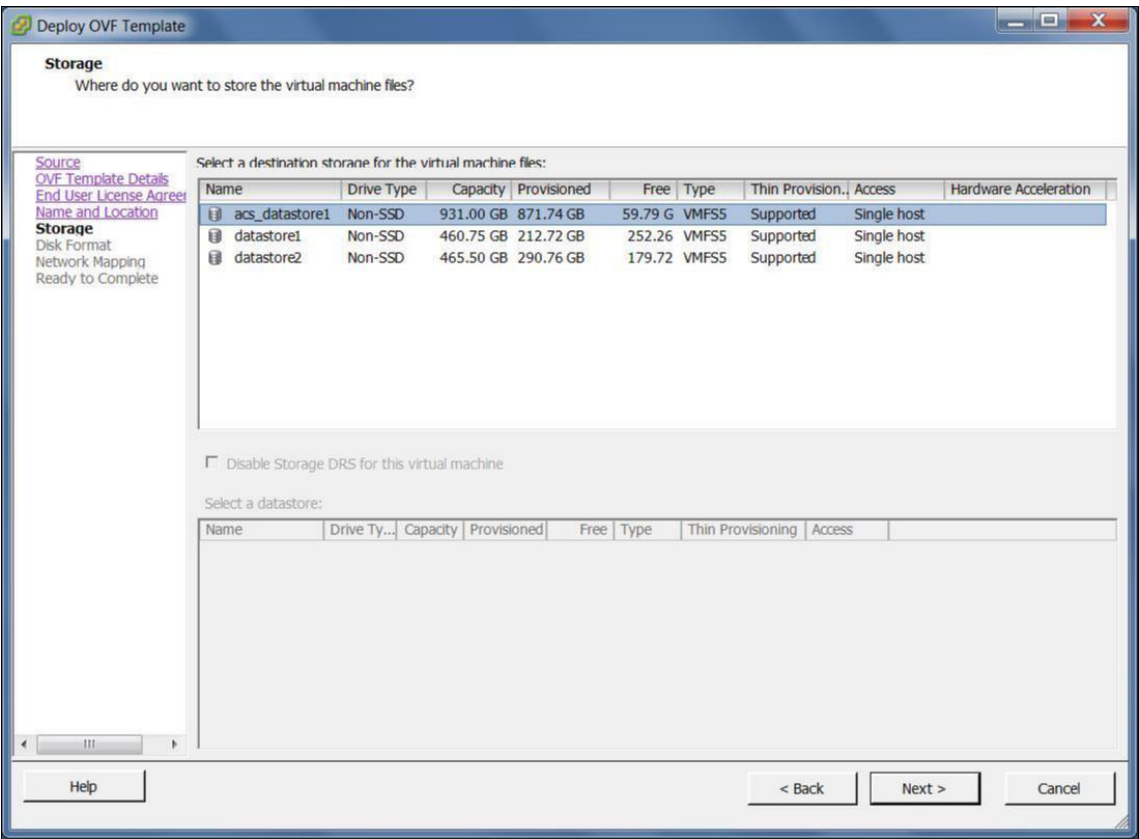 Deploy OVF Template
Storage
Where do you want to store the virtual machine files?
Source
OVF Template Details
End User License Agreer
Name and Location
Storage
Disk Format
Network Mapping
Ready to Complete
Select a destination storage for the virtual machine files:
Name Drive Type Capacity Provisioned Free Type Thin Provision.. Access Hardware Acceleration
acs_datastore1 Non-SSD 931.00 GB 871.74 GB 59.79 G VMFS5 Supported Single host
datastore1 Non-SSD 460.75 GB 212.72 GB 252.26 VMFS5 Supported Single host
datastore2 Non-SSD 465.50 GB 290.76 GB 179.72 VMFS5 Supported Single host
Disable Storage DRS for this virtual machine
Select a datastore:
Name Drive Ty... Capacity Provisioned Free Type Thin Provisioning Access
Help < Back Next > Cancel